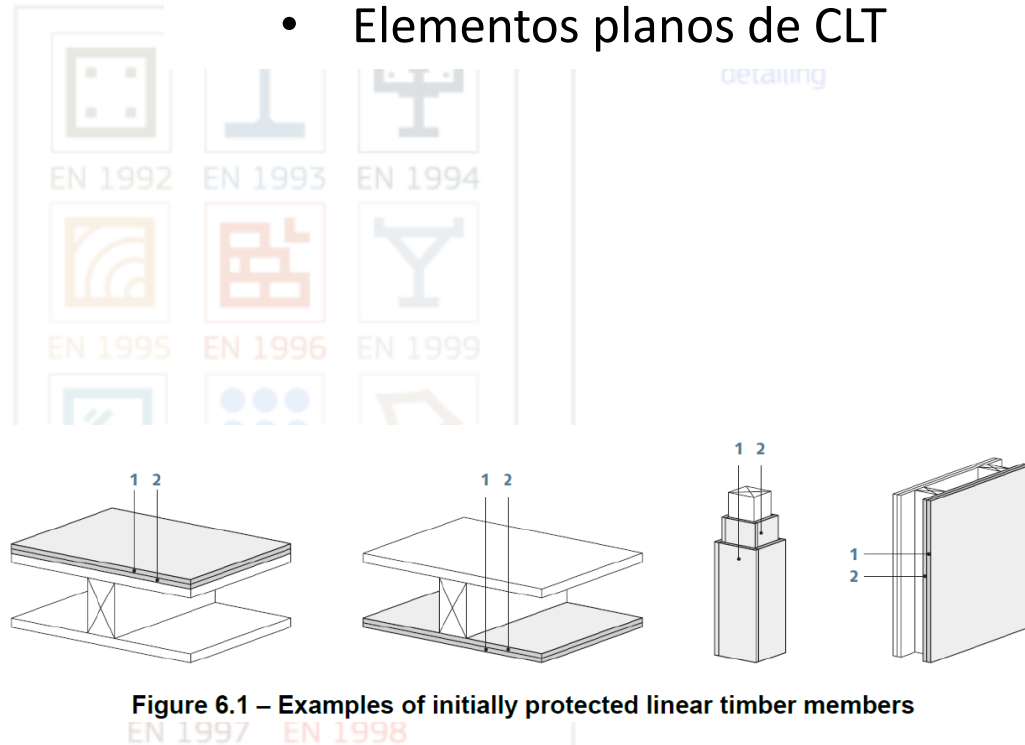 • Elementos planos de CLT
detailing
EN 1992 EN 1993 EN 1994
EN 1995 EN 1996 EN 1999
1 2
1 2
1 2
1
2
Figure 6.1 – Examples of initially protected linear timber members
EN 1997 EN 1998